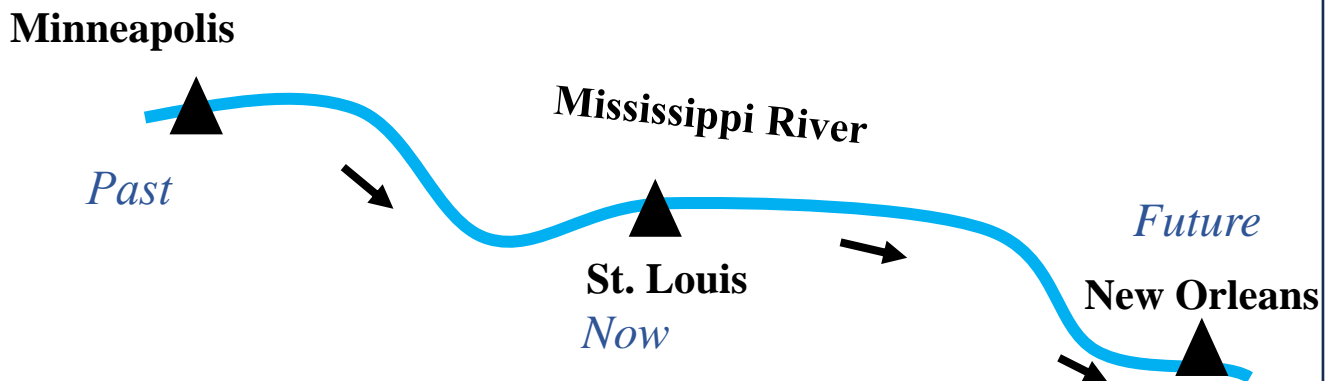 Minneapolis
Mississippi River
Past
Future
St. Louis
New Orleans
Now